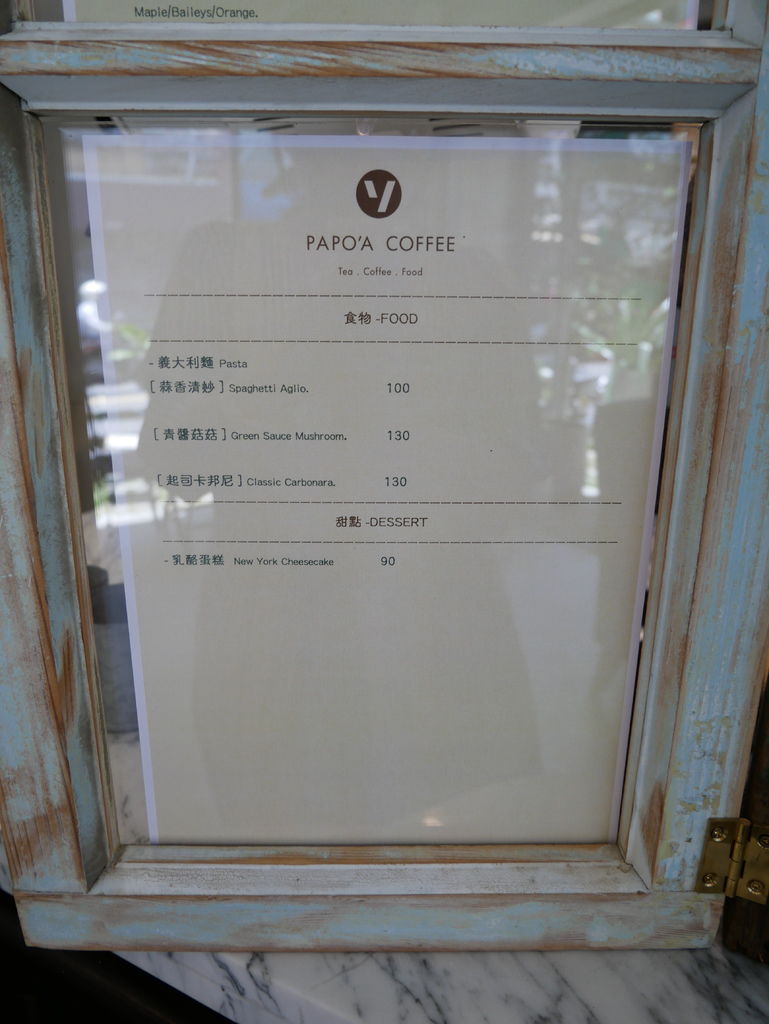 Maple/Baileys/Orange.
PAPO'A COFFEE
Tea . Coffee . Food
食物 -FOOD
- 義大利麵 Pasta
[ 蒜香清炒 ] Spaghetti Aglio. 100
[ 青醬菇菇 ] Green Sauce Mushroom. 130
[ 起司卡邦尼 ] Classic Carbonara. 130
甜點 -DESSERT
- 乳酪蛋糕 New York Cheesecake 90